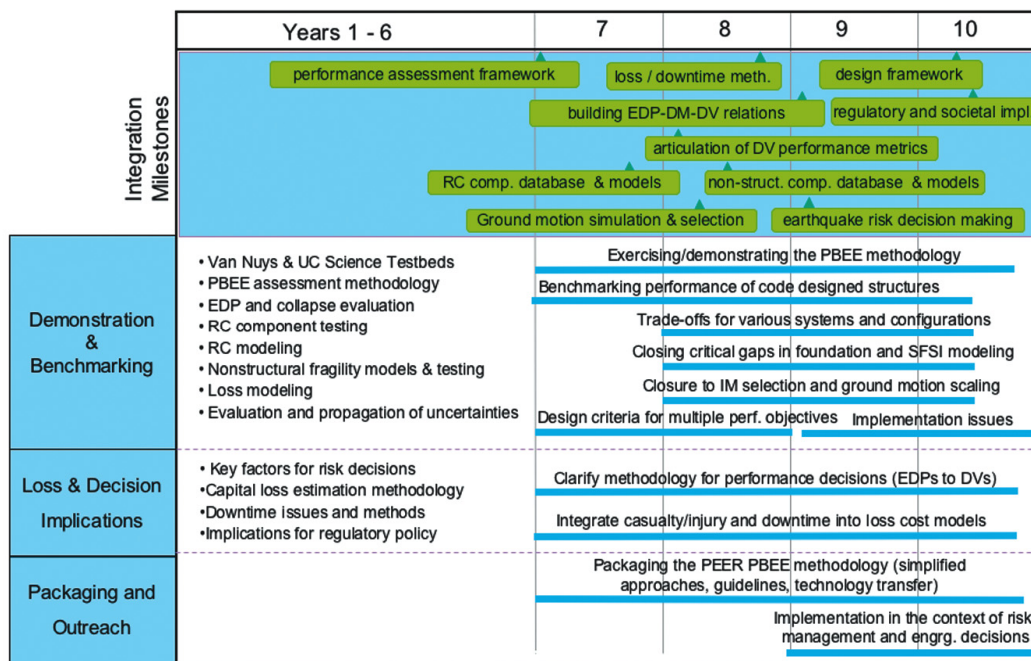 Years 1 - 6
7
8
9
10
Integration
Milestones
performance assessment framework
loss / downtime meth.
design framework
building EDP-DM-DV relations
regulatory and societal impl.
articulation of DV performance metrics
RC comp. database & models
non-struct. comp. database & models
Ground motion simulation & selection
earthquake risk decision making
Demonstration
&
Benchmarking
• Van Nuys & UC Science Testbeds
• PBEE assessment methodology
• EDP and collapse evaluation
• RC component testing
• RC modeling
• Nonstructural fragility models & testing
• Loss modeling
• Evaluation and propagation of uncertainties
Exercising/demonstrating the PBEE methodology
Benchmarking performance of code designed structures
Trade-offs for various systems and configurations
Closing critical gaps in foundation and SFSI modeling
Closure to IM selection and ground motion scaling
Design criteria for multiple perf. objectives
Implementation issues
Loss & Decision
Implications
• Key factors for risk decisions
•Capital loss estimation methodology
•Downtime issues and methods
•Implications for regulatory policy
Clarify methodology for performance decisions (EDPs to DVs)
Integrate casualty/injury and downtime into loss cost models
Packaging and
Outreach
Packaging the PEER PBEE methodology (simplified
approaches, guidelines, technology transfer)
Implementation in the context of risk
management and engrg. decisions